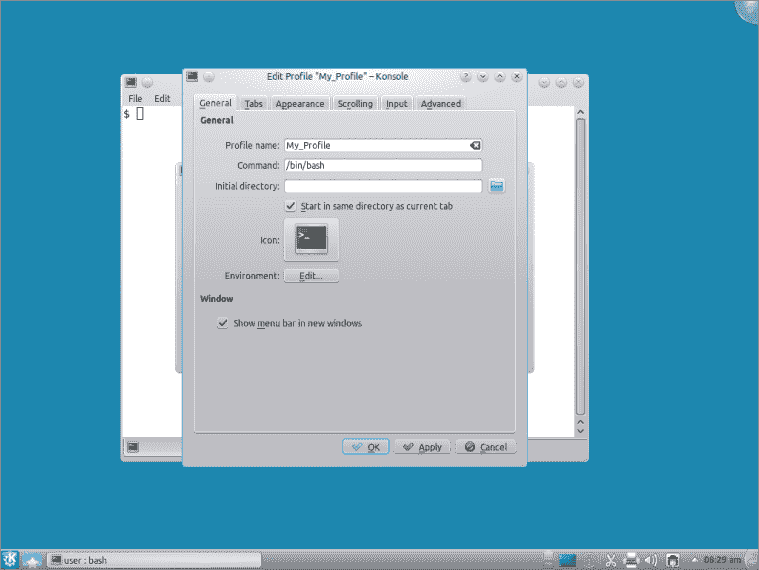 Edit Profile "My_Profile" – Konsole
File Edit
General Tabs Appearance Scrolling Input Advanced
$
General
Profile name: My_Profile
Command: /bin/bash
Initial directory:
Start in same directory as current tab
Icon: >_
Environment: Edit...
Window
Show menu bar in new windows
OK Apply Cancel
user : bash
08:29 am